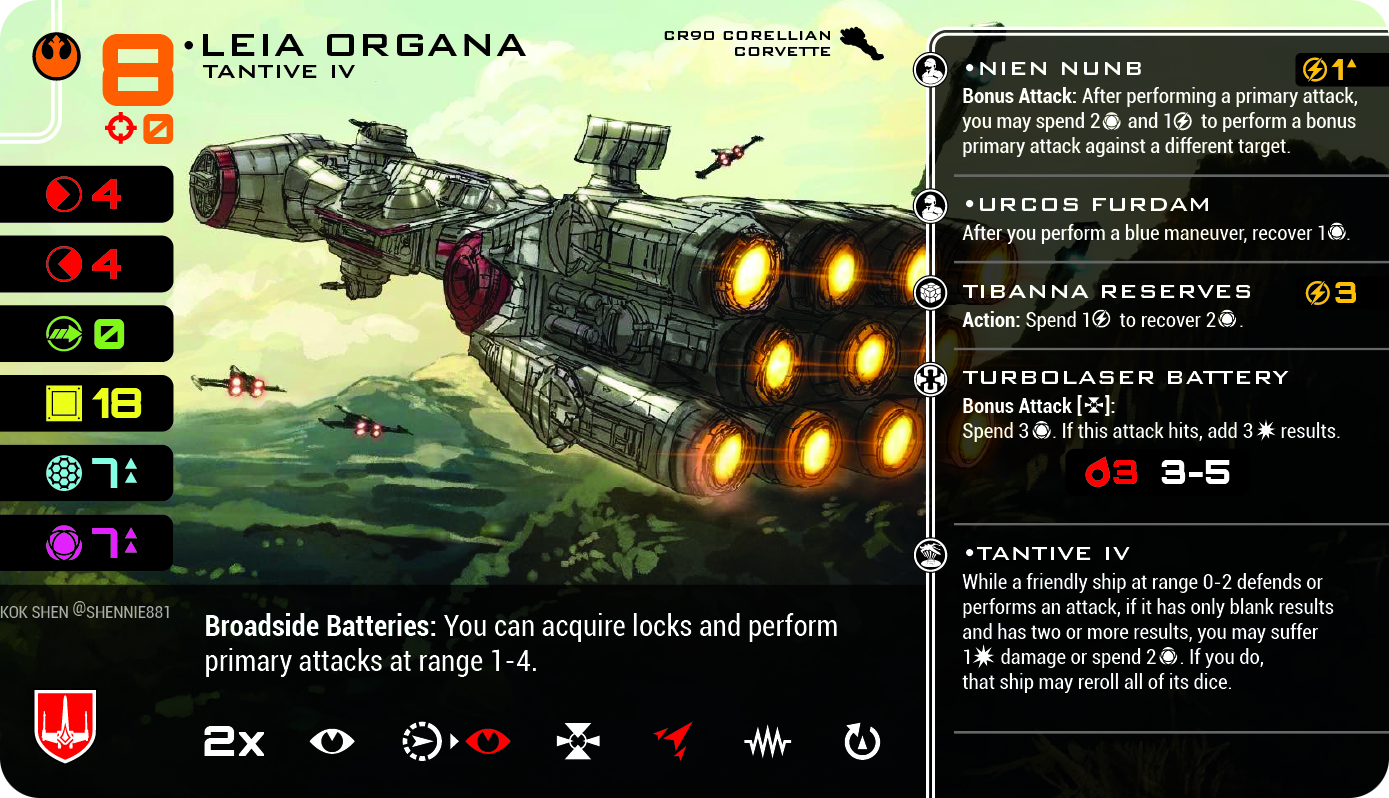 8
•LEIA ORGANA
TANTIVE IV
CR90 CORELLIAN
CORVETTE
0
4
4
0
18
7
7
KOK SHEN @SHENNIE881
Broadside Batteries: You can acquire locks and perform
primary attacks at range 1-4.
2x
•NIEN NUNB
1
Bonus Attack: After performing a primary attack,
you may spend 2 and 1 to perform a bonus
primary attack against a different target.
•URCOS FURDAM
After you perform a blue maneuver, recover 1.
TIBANNA RESERVES
3
Action: Spend 1 to recover 2.
TURBOLASER BATTERY
Bonus Attack []:
Spend 3. If this attack hits, add 3 results.
3 3-5
•TANTIVE IV
While a friendly ship at range 0-2 defends or
performs an attack, if it has only blank results
and has two or more results, you may suffer
1 damage or spend 2. If you do,
that ship may reroll all of its dice.